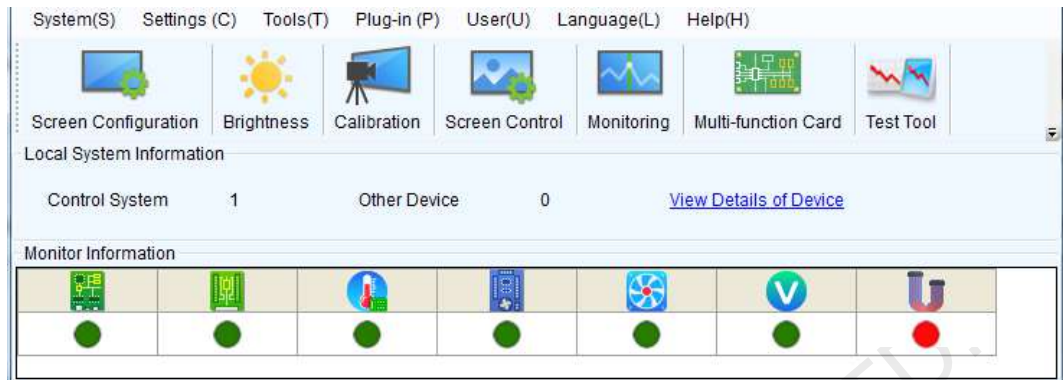 System(S) Settings (C) Tools(T) Plug-in (P) User(U) Language(L) Help(H)
Screen Configuration Brightness Calibration Screen Control Monitoring Multi-function Card Test Tool
Local System Information
Control System 1 Other Device 0 View Details of Device
Monitor Information
V